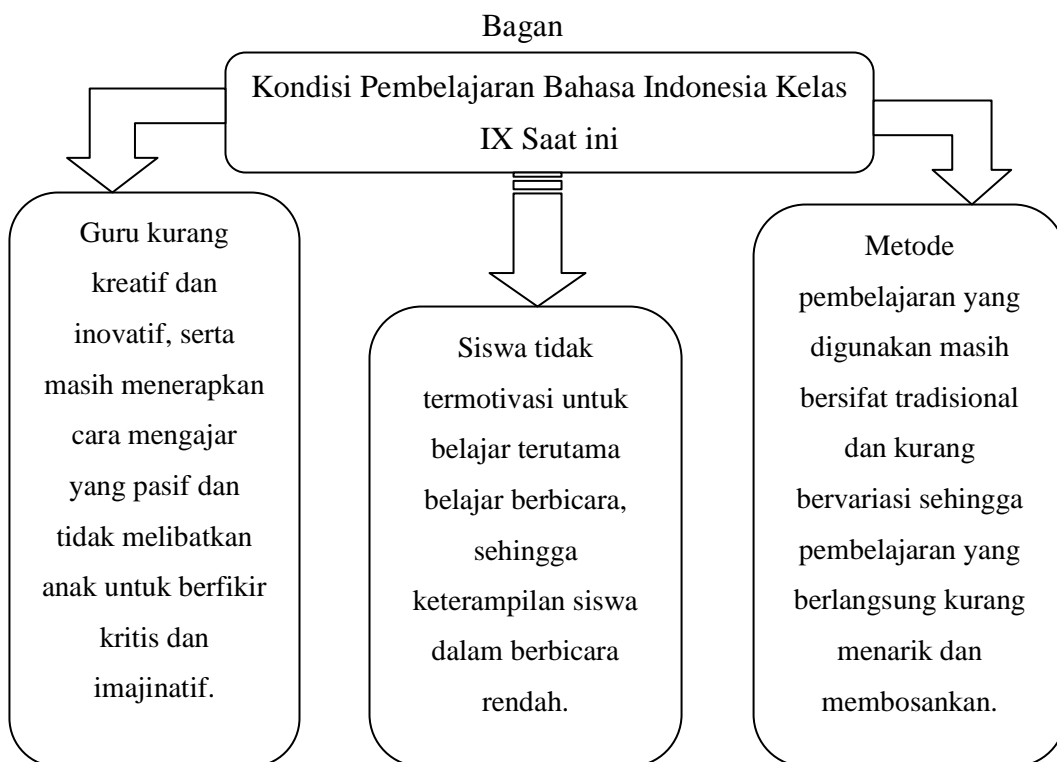 Bagan
Kondisi Pembelajaran Bahasa Indonesia Kelas
IX Saat ini
Guru kurang
kreatif dan
inovatif, serta
masih menerapkan
cara mengajar
yang pasif dan
tidak melibatkan
anak untuk berfikir
kritis dan
imajinatif.
Siswa tidak
termotivasi untuk
belajar terutama
belajar berbicara,
sehingga
keterampilan siswa
dalam berbicara
rendah.
Metode
pembelajaran yang
digunakan masih
bersifat tradisional
dan kurang
bervariasi sehingga
pembelajaran yang
berlangsung kurang
menarik dan
membosankan.